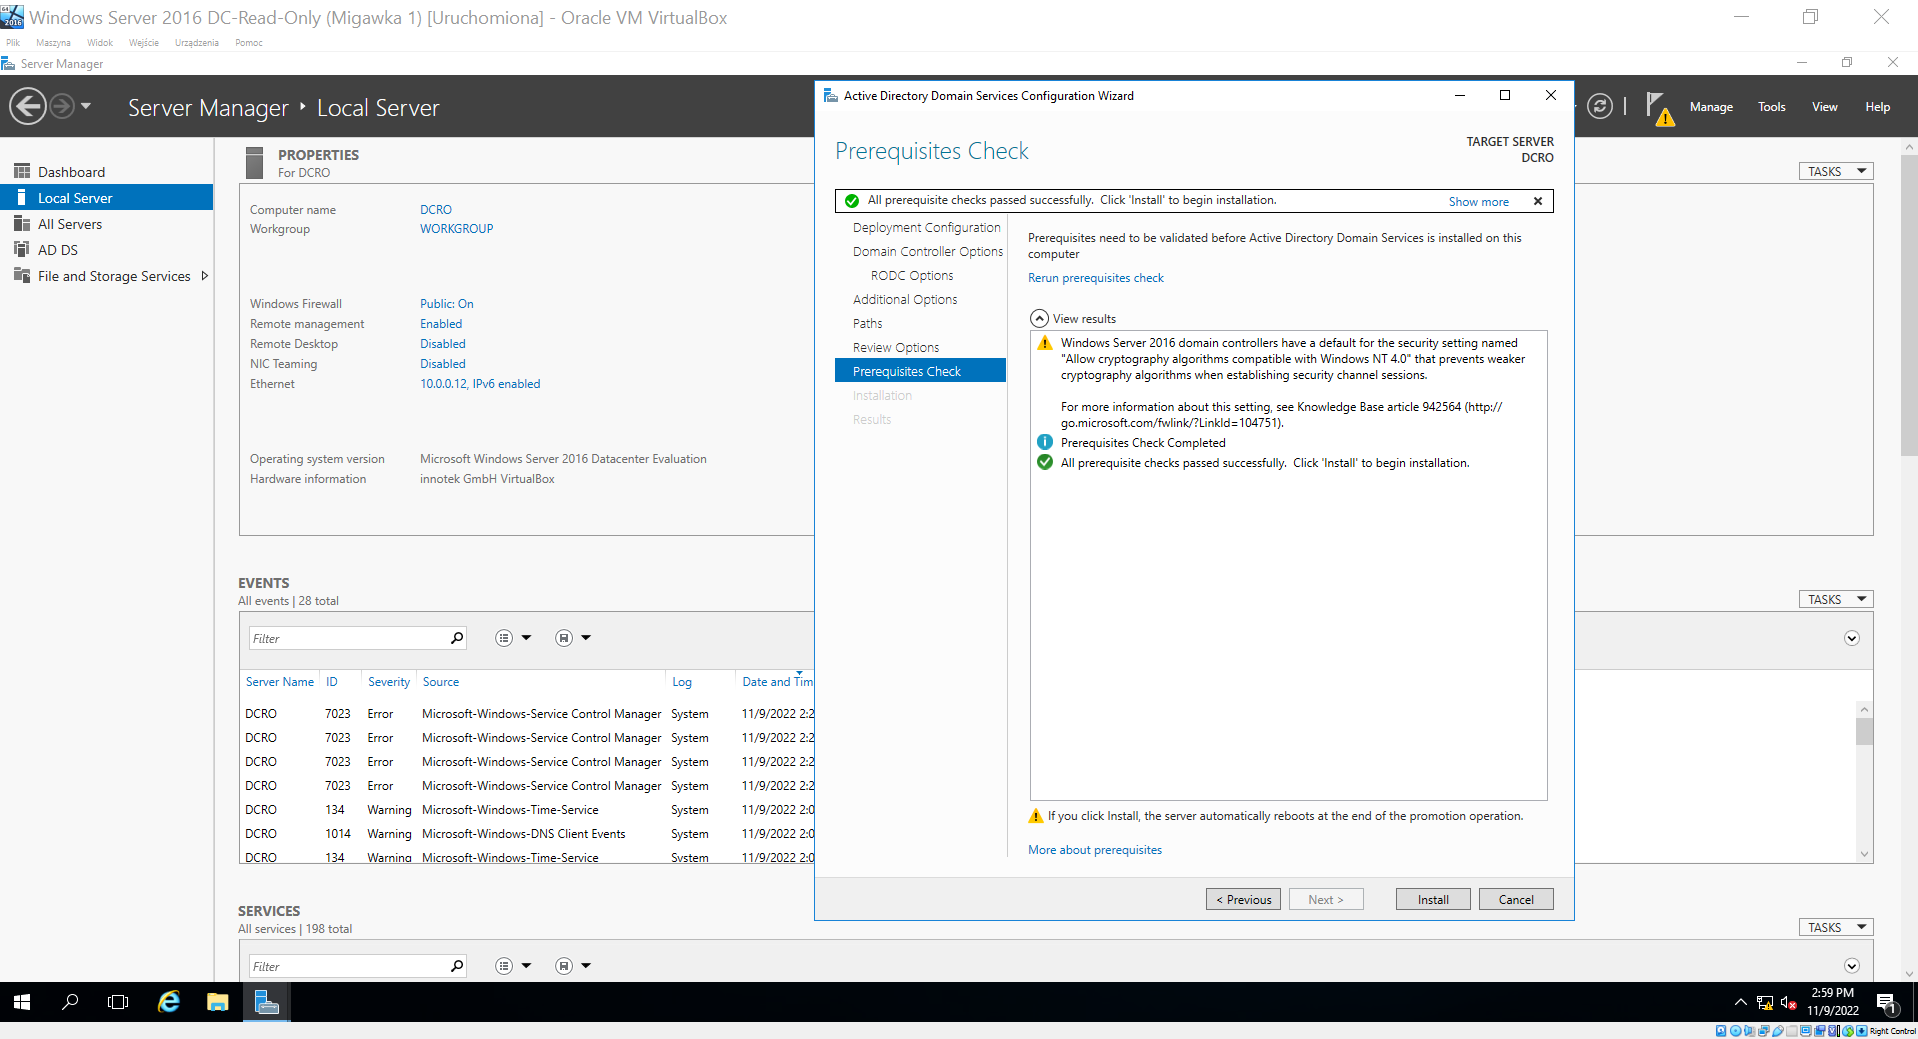 Windows Server 2016 DC-Read-Only (Migawka 1) [Uruchomiona] - Oracle VM VirtualBox
Plik Maszyna Widok Wejście Urządzenia Pomoc
Server Manager
Server Manager ‣ Local Server
Manage Tools View Help
Dashboard
Local Server
All Servers
AD DS
File and Storage Services
PROPERTIES
For DCRO
TASKS
Computer name DCRO
Workgroup WORKGROUP
Windows Firewall Public: On
Remote management Enabled
Remote Desktop Disabled
NIC Teaming Disabled
Ethernet 10.0.0.12, IPv6 enabled
Operating system version Microsoft Windows Server 2016 Datacenter Evaluation
Hardware information innotek GmbH VirtualBox
EVENTS
All events | 28 total
TASKS
Filter
Server Name ID Severity Source Log Date and Tim
DCRO 7023 Error Microsoft-Windows-Service Control Manager System 11/9/2022 2:2
DCRO 7023 Error Microsoft-Windows-Service Control Manager System 11/9/2022 2:2
DCRO 7023 Error Microsoft-Windows-Service Control Manager System 11/9/2022 2:2
DCRO 7023 Error Microsoft-Windows-Service Control Manager System 11/9/2022 2:2
DCRO 134 Warning Microsoft-Windows-Time-Service System 11/9/2022 2:0
DCRO 1014 Warning Microsoft-Windows-DNS Client Events System 11/9/2022 2:0
DCRO 134 Warning Microsoft-Windows-Time-Service System 11/9/2022 2:0
SERVICES
All services | 198 total
TASKS
Filter
Active Directory Domain Services Configuration Wizard
Prerequisites Check
TARGET SERVER
DCRO
All prerequisite checks passed successfully. Click 'Install' to begin installation. Show more
Deployment Configuration
Domain Controller Options
RODC Options
Additional Options
Paths
Review Options
Prerequisites Check
Installation
Results
Prerequisites need to be validated before Active Directory Domain Services is installed on this
computer
Rerun prerequisites check
View results
Windows Server 2016 domain controllers have a default for the security setting named
"Allow cryptography algorithms compatible with Windows NT 4.0" that prevents weaker
cryptography algorithms when establishing security channel sessions.
For more information about this setting, see Knowledge Base article 942564 (http://
go.microsoft.com/fwlink/?LinkId=104751).
Prerequisites Check Completed
All prerequisite checks passed successfully. Click 'Install' to begin installation.
If you click Install, the server automatically reboots at the end of the promotion operation.
More about prerequisites
< Previous Next > Install Cancel
2:59 PM
11/9/2022
1
Right Control